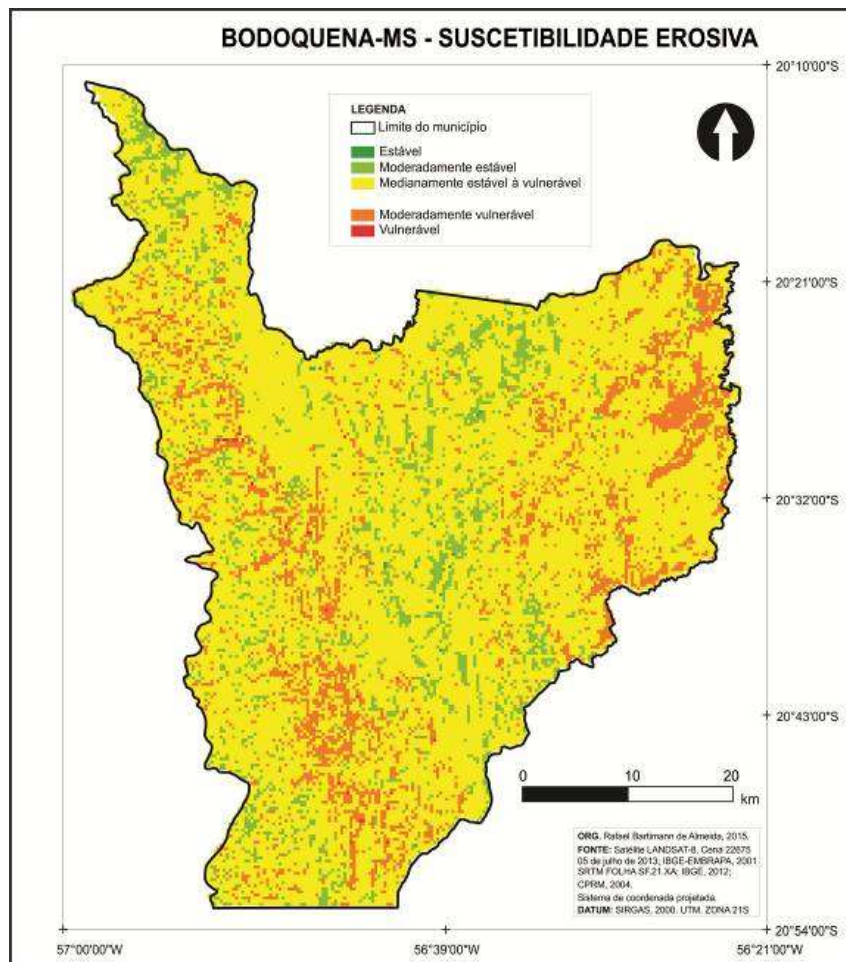 BODOQUENA-MS - SUSCETIBILIDADE EROSIVA
20°10'00"S
LEGENDA
Limite do município
Estável
Moderadamente estável
Medianamente estável à vulnerável
Moderadamente vulnerável
Vulnerável
20°21'00"S
20°32'00"S
20°43'00"S
0 10 20
km
ORG. Rafael Bartimann de Almeida, 2015.
FONTE: Satélite LANDSAT-8, Cena 22675
05 de julho de 2013; IBGE-EMBRAPA, 2001
SRTM FOLHA SF.21.XA; IBGE, 2012;
CPRM, 2004.
Sistema de coordenada projetada.
DATUM: SIRGAS, 2000. UTM. ZONA 21S
20°54'00"S
57°00'00"W 56°39'00"W 56°21'00"W